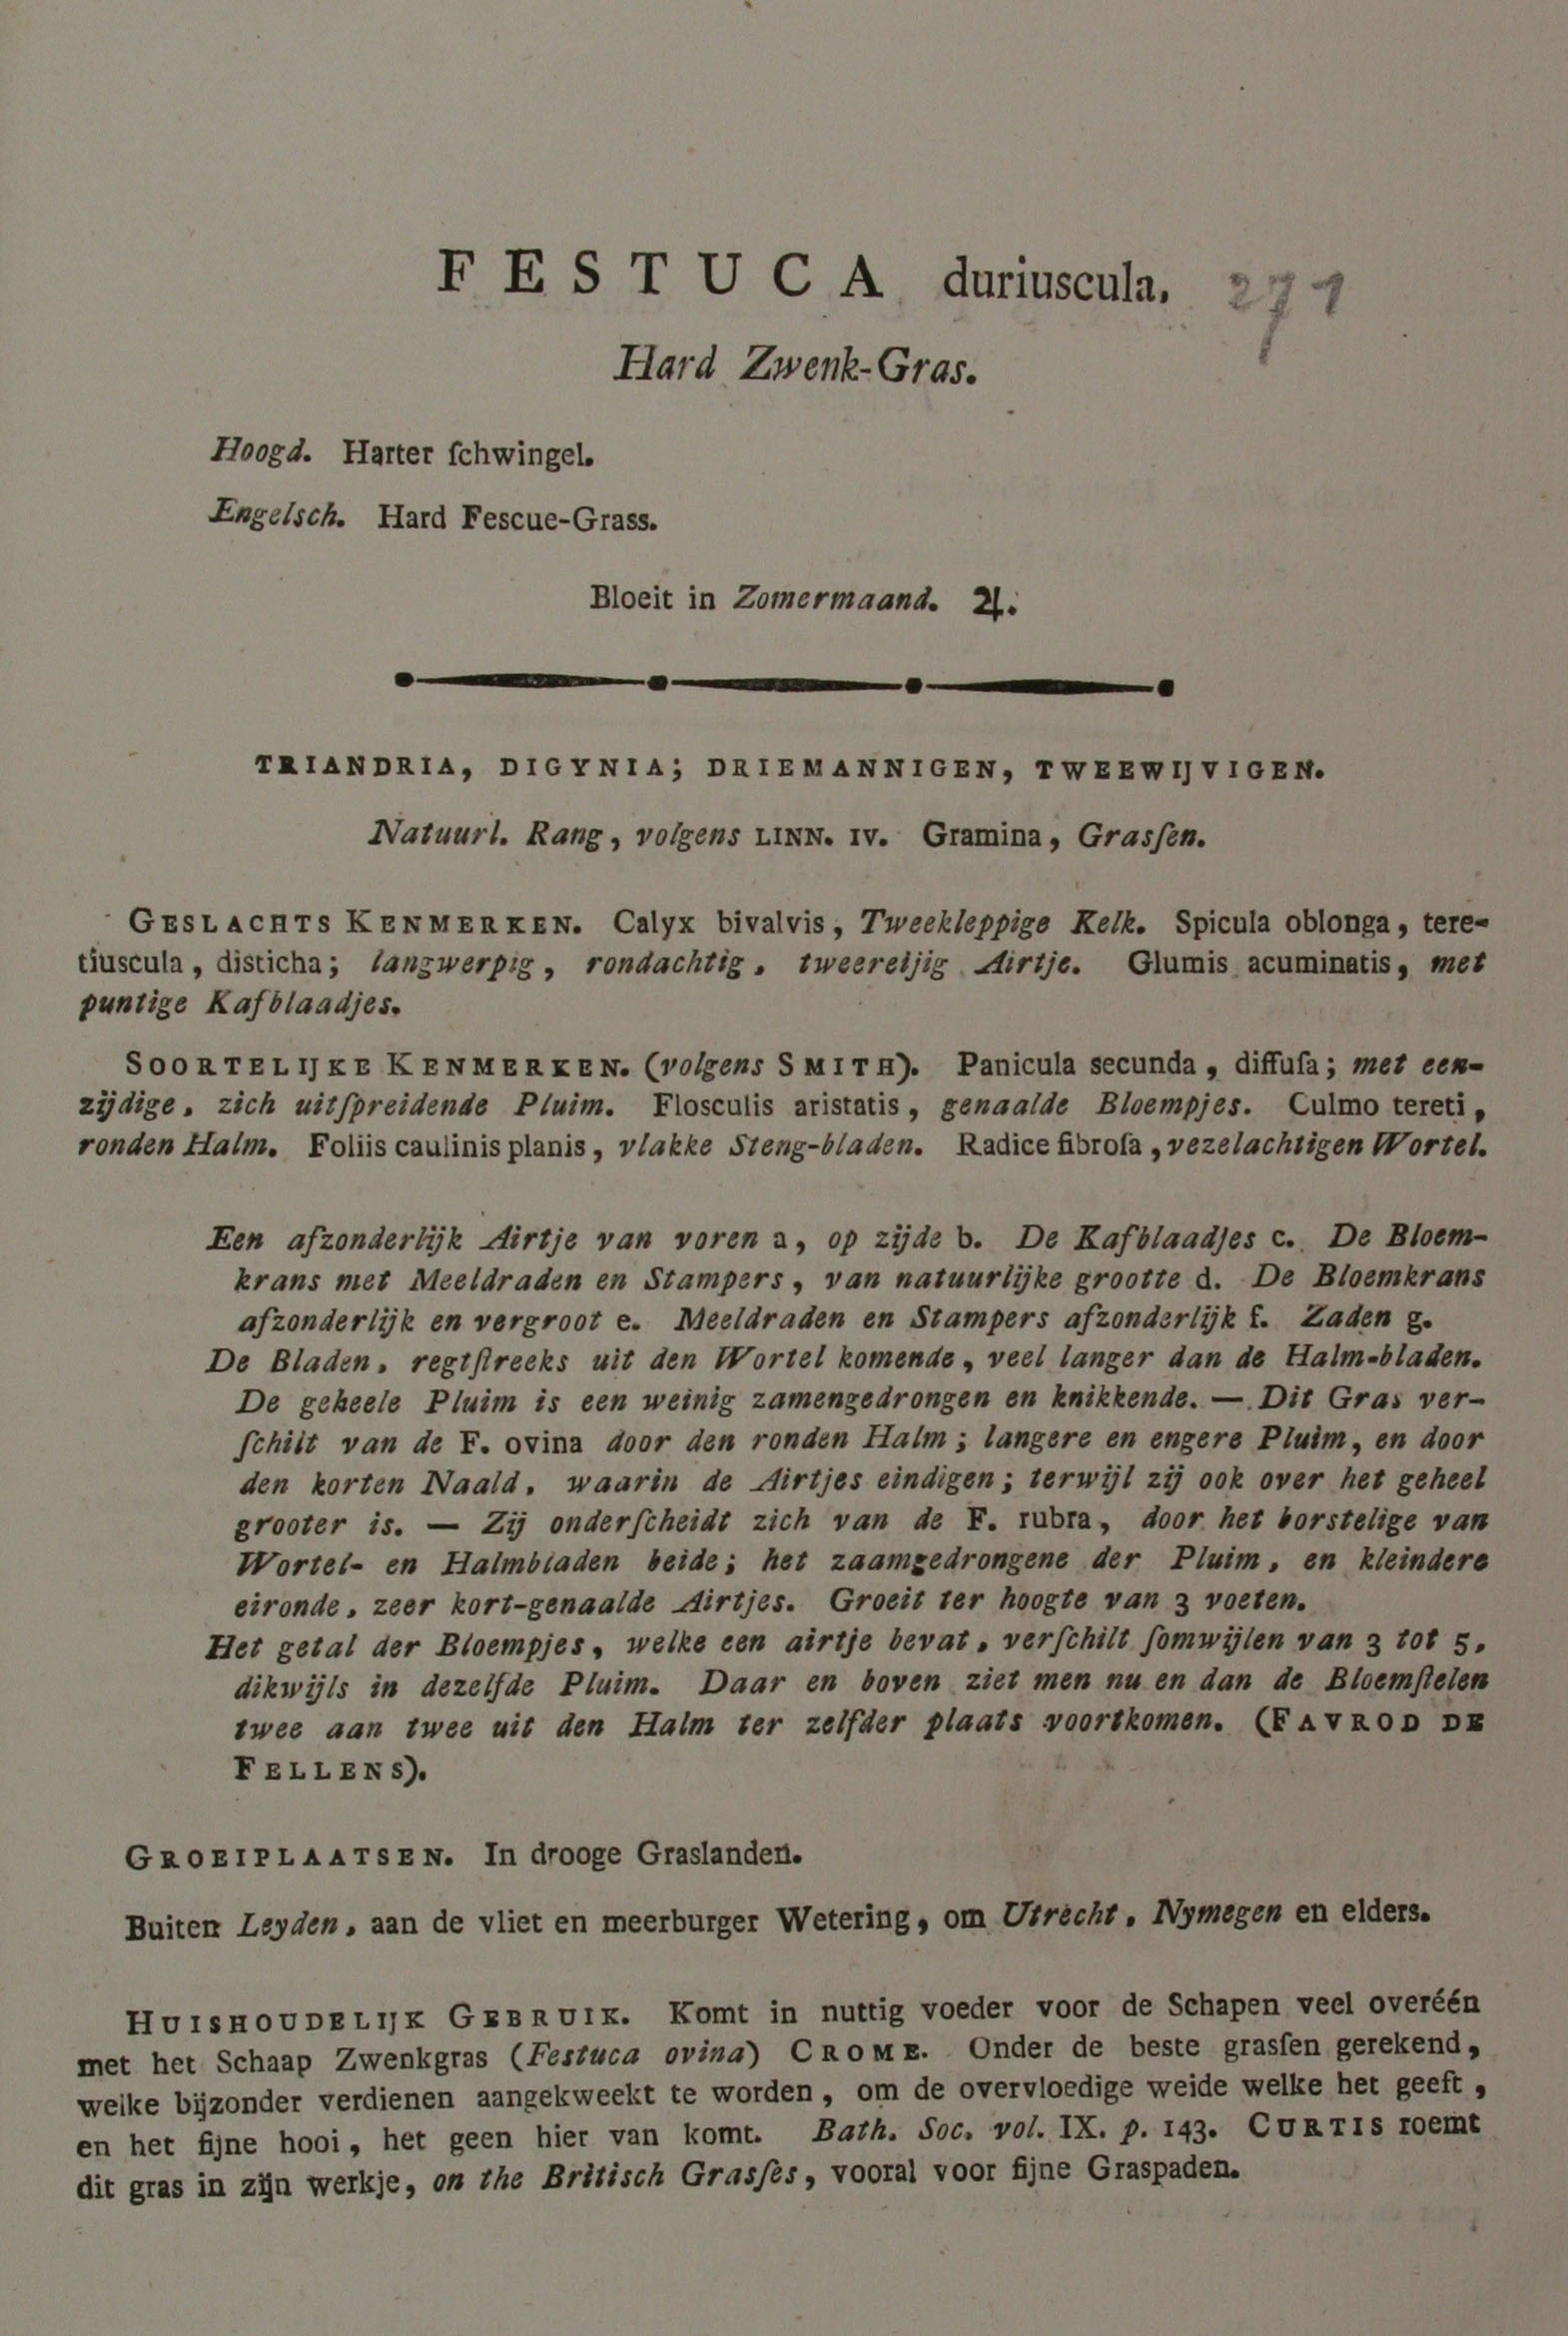 FESTUCA duriuscula. 271
Hard Zwenk-Gras.
Hoogd. Harter ſchwingel.
Engelsch. Hard Fescue-Grass.
Bloeit in Zomermaand. ♃.
TRIANDRIA, DIGYNIA; DRIEMANNIGEN, TWEEWIJVIGEN.
Natuurl. Rang, volgens LINN. IV. Gramina, Grasſen.
GESLACHTS KENMERKEN. Calyx bivalvis, Tweekleppige Kelk. Spicula oblonga, tere-
tiuscula, disticha; langwerpig, rondachtig, tweereijig Airtje. Glumis acuminatis, met
puntige Kafblaadjes.
SOORTELIJKE KENMERKEN. (volgens SMITH). Panicula secunda, diffuſa; met een-
zijdige, zich uitſpreidende Pluim. Flosculis aristatis, genaalde Bloempjes. Culmo tereti,
ronden Halm. Foliis caulinis planis, vlakke Steng-bladen. Radice fibroſa, vezelachtigen Wortel.
Een afzonderlijk Airtje van voren a, op zijde b. De Kafblaadjes c. De Bloem-
krans met Meeldraden en Stampers, van natuurlijke grootte d. De Bloemkrans
afzonderlijk en vergroot e. Meeldraden en Stampers afzonderlijk f. Zaden g.
De Bladen, regtſtreeks uit den Wortel komende, veel langer dan de Halm-bladen.
De geheele Pluim is een weinig zamengedrongen en knikkende. — Dit Gras ver-
ſchilt van de F. ovina door den ronden Halm; langere en engere Pluim, en door
den korten Naald, waarin de Airtjes eindigen; terwijl zij ook over het geheel
grooter is. — Zij onderſcheidt zich van de F. rubra, door het borstelige van
Wortel- en Halmbladen beide; het zaamgedrongene der Pluim, en kleindere
eironde, zeer kort-genaalde Airtjes. Groeit ter hoogte van 3 voeten.
Het getal der Bloempjes, welke een airtje bevat, verſchilt ſomwijlen van 3 tot 5,
dikwijls in dezelfde Pluim. Daar en boven ziet men nu en dan de Bloemſtelen
twee aan twee uit den Halm ter zelfder plaats voortkomen. (FAVROD DE
FELLENS).
GROEIPLAATSEN. In drooge Graslanden.
Buiten Leyden, aan de vliet en meerburger Wetering, om Utrecht, Nymegen en elders.
HUISHOUDELIJK GEBRUIK. Komt in nuttig voeder voor de Schapen veel overéén
met het Schaap Zwenkgras (Festuca ovina) CROME. Onder de beste grasſen gerekend,
welke bijzonder verdienen aangekweekt te worden, om de overvloedige weide welke het geeft,
en het fijne hooi, het geen hier van komt. Bath. Soc. vol. IX. p. 143. CURTIS roemt
dit gras in zijn werkje, on the Britisch Grasſes, vooral voor fijne Graspaden.